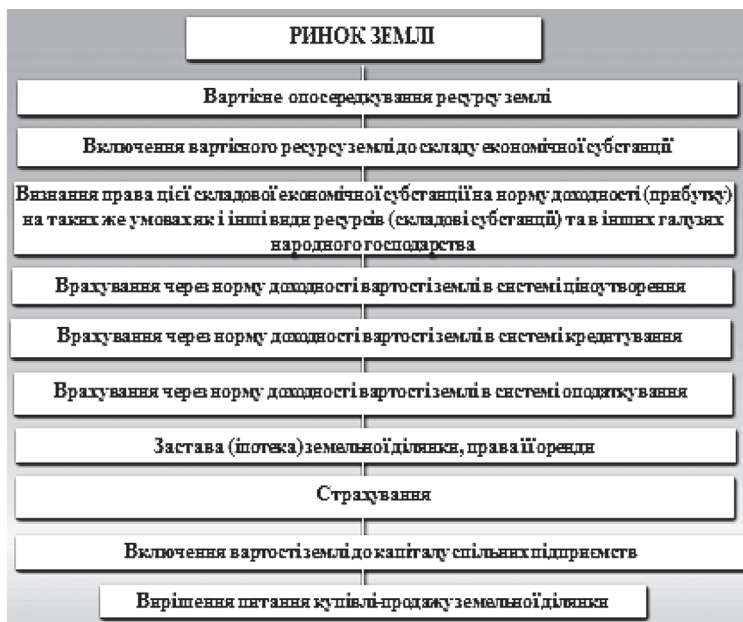 РИНОК ЗЕМЛІ
Вартісне опосередкування ресурсу землі
Включення вартісного ресурсу землі до складу економічної субстанції
Визнання права цієї складової економічної субстанції на норму доходності (прибутку)
на таких же умовах як і інші види ресурсів (складові субстанції) та в інших галузях
народного господарства
Врахування через норму доходності вартості землі в системі ціноутворення
Врахування через норму доходності вартості землі в системі кредитування
Врахування через норму доходності вартості землі в системі оподаткування
Застава (іпотека) земельної ділянки, права її оренди
Страхування
Включення вартості землі до капіталу спільних підприємств
Вирішення питання купівлі-продажу земельної ділянки